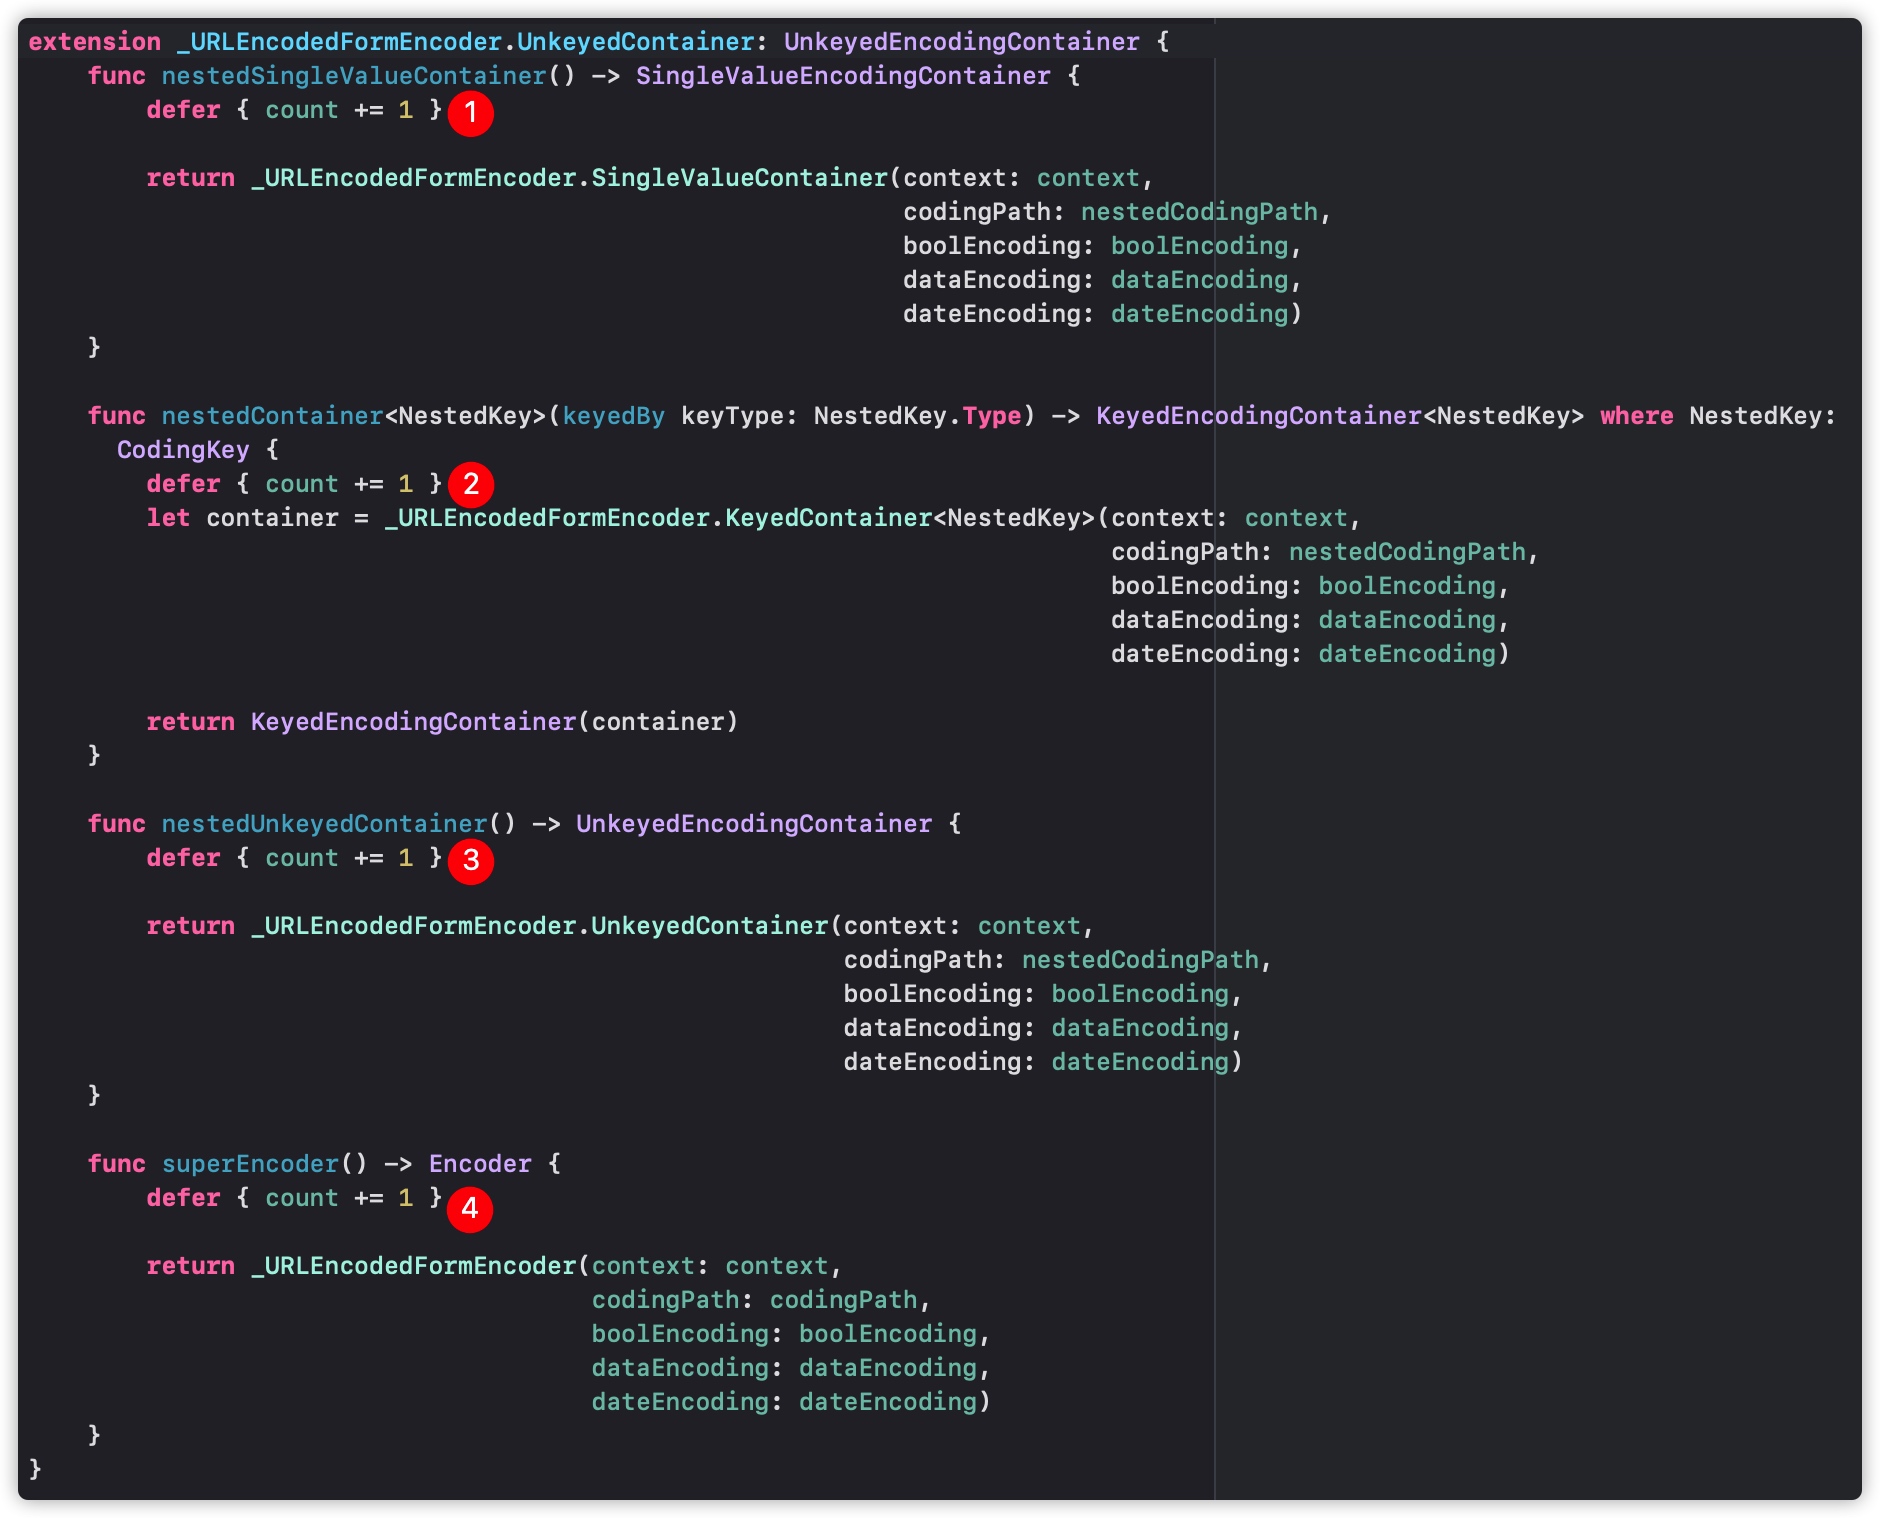 extension _URLEncodedFormEncoder.UnkeyedContainer: UnkeyedEncodingContainer {
    func nestedSingleValueContainer() -> SingleValueEncodingContainer {
        defer { count += 1 } 1
        return _URLEncodedFormEncoder.SingleValueContainer(context: context,
                                                           codingPath: nestedCodingPath,
                                                           boolEncoding: boolEncoding,
                                                           dataEncoding: dataEncoding,
                                                           dateEncoding: dateEncoding)
    }
    func nestedContainer<NestedKey>(keyedBy keyType: NestedKey.Type) -> KeyedEncodingContainer<NestedKey> where NestedKey:
      CodingKey {
        defer { count += 1 } 2
        let container = _URLEncodedFormEncoder.KeyedContainer<NestedKey>(context: context,
                                                                         codingPath: nestedCodingPath,
                                                                         boolEncoding: boolEncoding,
                                                                         dataEncoding: dataEncoding,
                                                                         dateEncoding: dateEncoding)
        return KeyedEncodingContainer(container)
    }
    func nestedUnkeyedContainer() -> UnkeyedEncodingContainer {
        defer { count += 1 } 3
        return _URLEncodedFormEncoder.UnkeyedContainer(context: context,
                                                       codingPath: nestedCodingPath,
                                                       boolEncoding: boolEncoding,
                                                       dataEncoding: dataEncoding,
                                                       dateEncoding: dateEncoding)
    }
    func superEncoder() -> Encoder {
        defer { count += 1 } 4
        return _URLEncodedFormEncoder(context: context,
                                      codingPath: codingPath,
                                      boolEncoding: boolEncoding,
                                      dataEncoding: dataEncoding,
                                      dateEncoding: dateEncoding)
    }
}